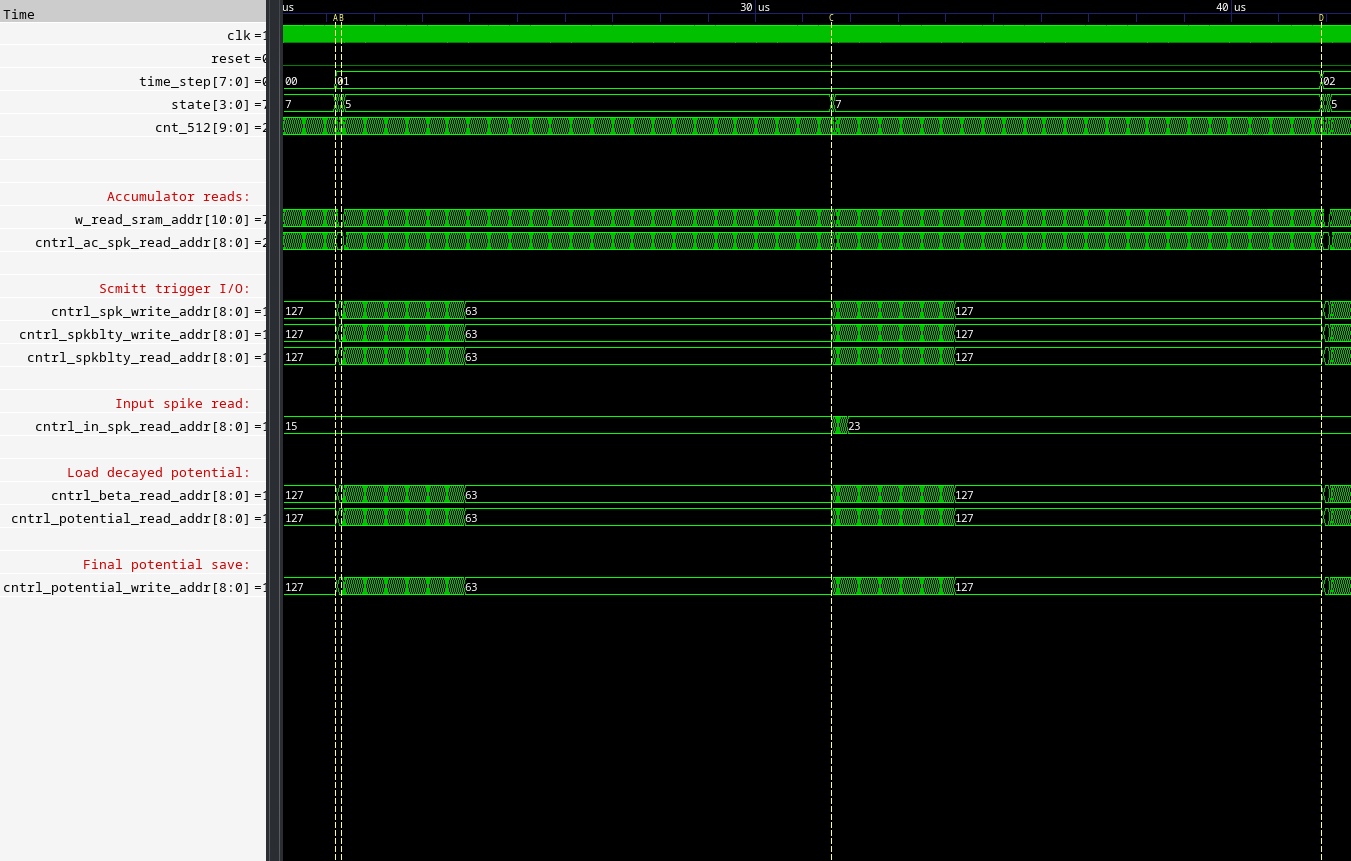 Time
us 30 us 40 us
A B C D
clk =1
reset =0
time_step[7:0] =0 00 01 02
state[3:0] =7 7 5 7 5
cnt_512[9:0] =2
Accumulator reads:
w_read_sram_addr[10:0] =7
cntrl_ac_spk_read_addr[8:0] =2
Scmitt trigger I/O:
cntrl_spk_write_addr[8:0] =1 127 63 127
cntrl_spkblty_write_addr[8:0] =1 127 63 127
cntrl_spkblty_read_addr[8:0] =1 127 63 127
Input spike read:
cntrl_in_spk_read_addr[8:0] =1 15 23
Load decayed potential:
cntrl_beta_read_addr[8:0] =1 127 63 127
cntrl_potential_read_addr[8:0] =1 127 63 127
Final potential save:
cntrl_potential_write_addr[8:0] =1 127 63 127